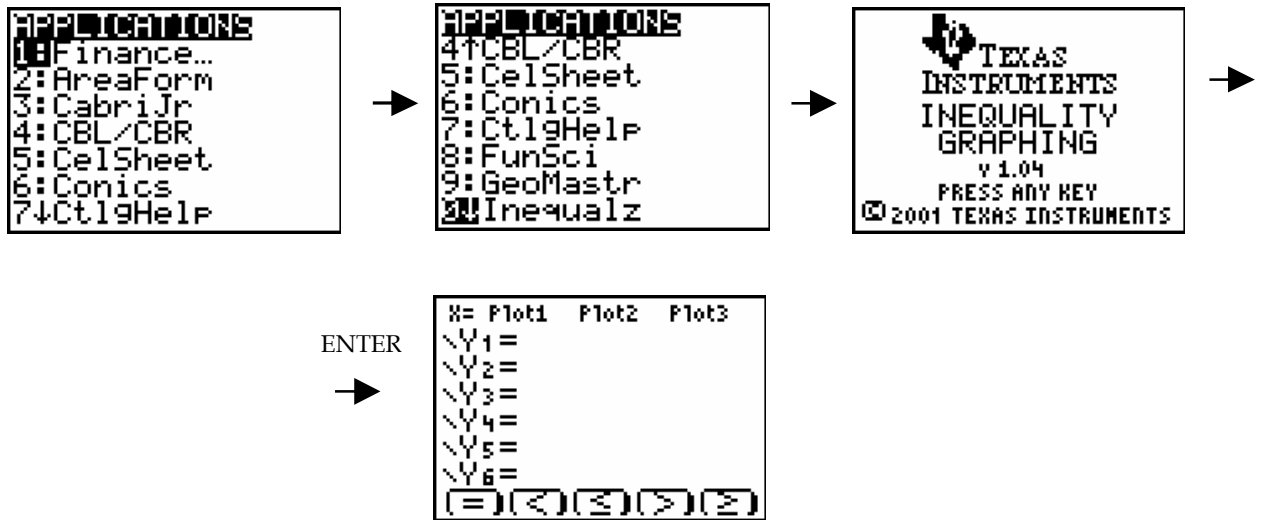 APPLICATIONS
1:Finance…
2:AreaForm
3:CabriJr
4:CBL/CBR
5:CelSheet
6:Conics
7↓CtlgHelp
APPLICATIONS
4↑CBL/CBR
5:CelSheet
6:Conics
7:CtlgHelp
8:FunSci
9:GeoMastr
0↓Inequalz
TEXAS
INSTRUMENTS
INEQUALITY
GRAPHING
v 1.04
PRESS ANY KEY
© 2001 TEXAS INSTRUMENTS
ENTER
X= Plot1 Plot2 Plot3
\Y1=
\Y2=
\Y3=
\Y4=
\Y5=
\Y6=
(=)(<)(≤)(>)(≥)